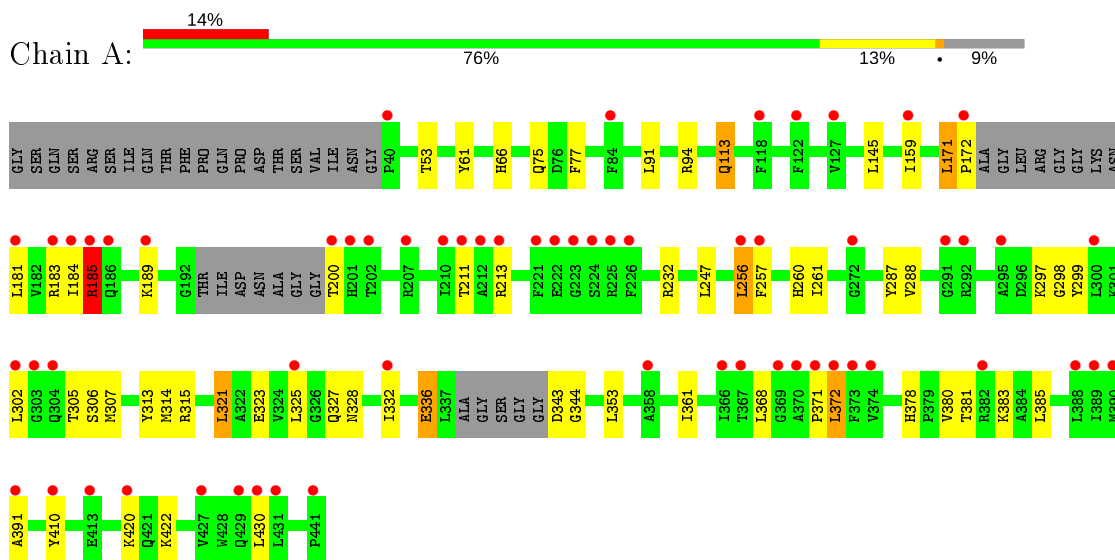 14%
Chain A:
76% 13% • 9%
GLY SER GLN SER ARG SER ILE GLN THR PHE PRO GLN PRO ASP THR SER VAL ILE ASN GLY P40 T53 Y61 H66 Q75 D76 F77 F84 L91 R94 Q113 F118 F122 V127 L145 I159 L171 P172 ALA GLY LEU ARG GLY GLY LYS ASN
L181 V182 R183 I184 R185 Q186 K189 G192 THR ILE ASP ASN ALA GLY GLY T200 H201 T202 R207 I210 T211 A212 R213 F221 E222 G223 S224 R225 F226 R232 L247 L256 F257 H260 I261 G272 Y287 V288 G291 R292 A295 D296 K297 G298 Y299 L300 K301
L302 G303 Q304 T305 S306 M307 Y313 M314 R315 L321 A322 E323 V324 L325 G326 Q327 N328 I332 E336 L337 ALA GLY SER GLY GLY D343 G344 L353 A358 I361 I366 T367 L368 G369 A370 P371 L372 F373 V374 H378 P379 V380 T381 R382 K383 A384 L385 L388 I389 M390
A391 Y410 E413 K420 Q421 K422 V427 W428 Q429 L430 L431 P441